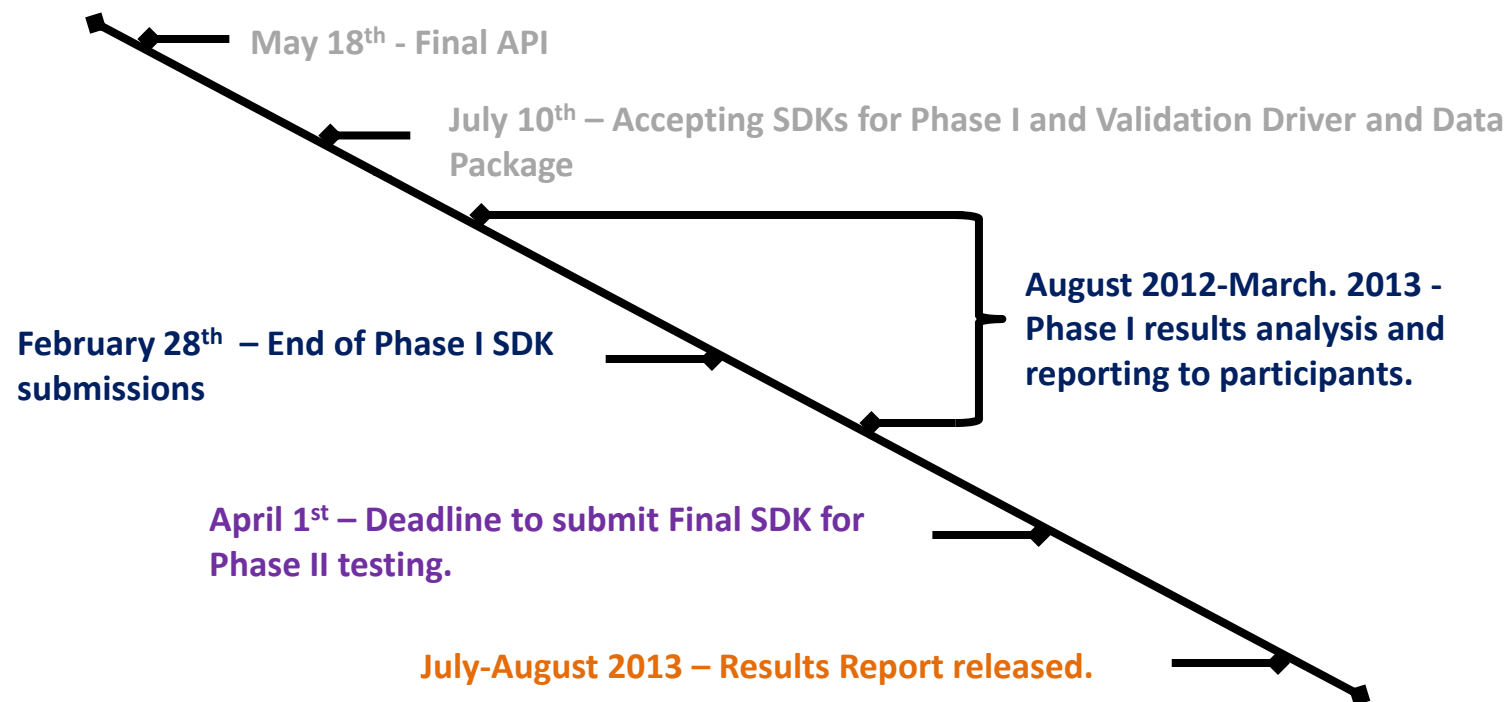 May 18th - Final API
July 10th – Accepting SDKs for Phase I and Validation Driver and Data
Package
August 2012-March. 2013 -
Phase I results analysis and
reporting to participants.
February 28th – End of Phase I SDK
submissions
April 1st – Deadline to submit Final SDK for
Phase II testing.
July-August 2013 – Results Report released.